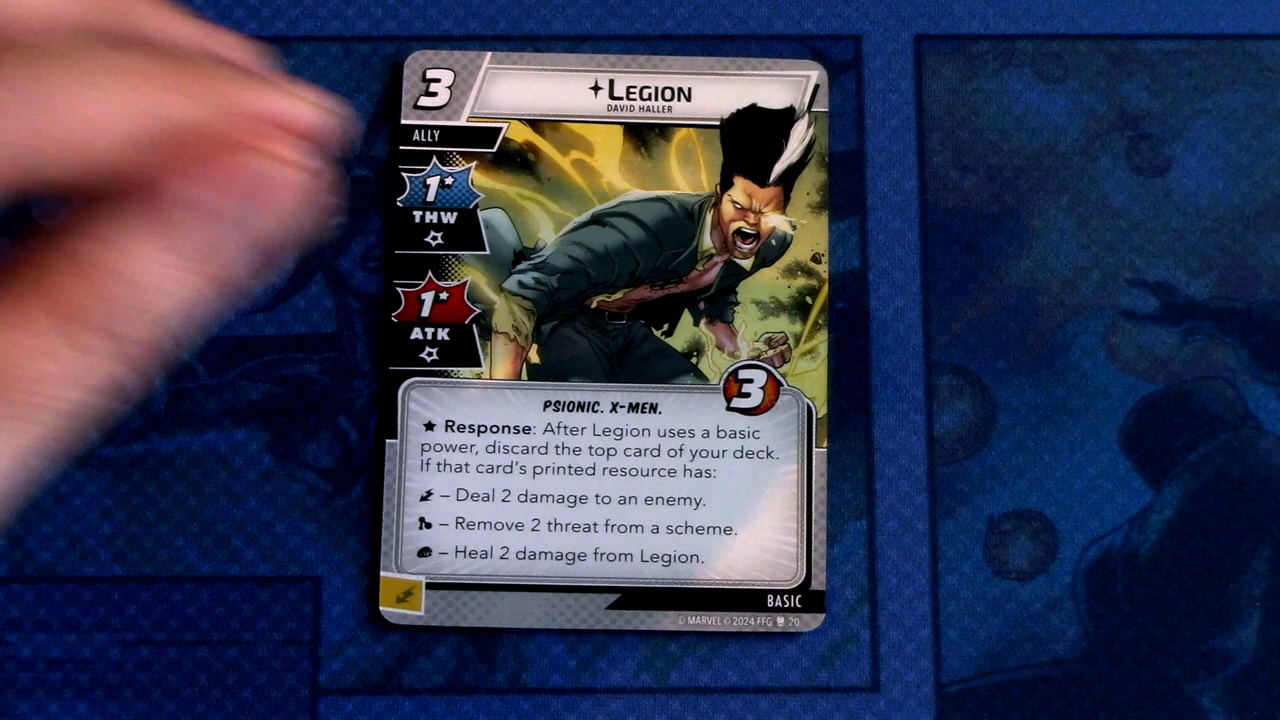 3
LEGION
DAVID HALLER
ALLY
1
THW
1
ATK
3
PSIONIC. X-MEN.
Response: After Legion uses a basic
power, discard the top card of your deck.
If that card's printed resource has:
– Deal 2 damage to an enemy.
– Remove 2 threat from a scheme.
– Heal 2 damage from Legion.
BASIC
© MARVEL © 2024 FFG 20